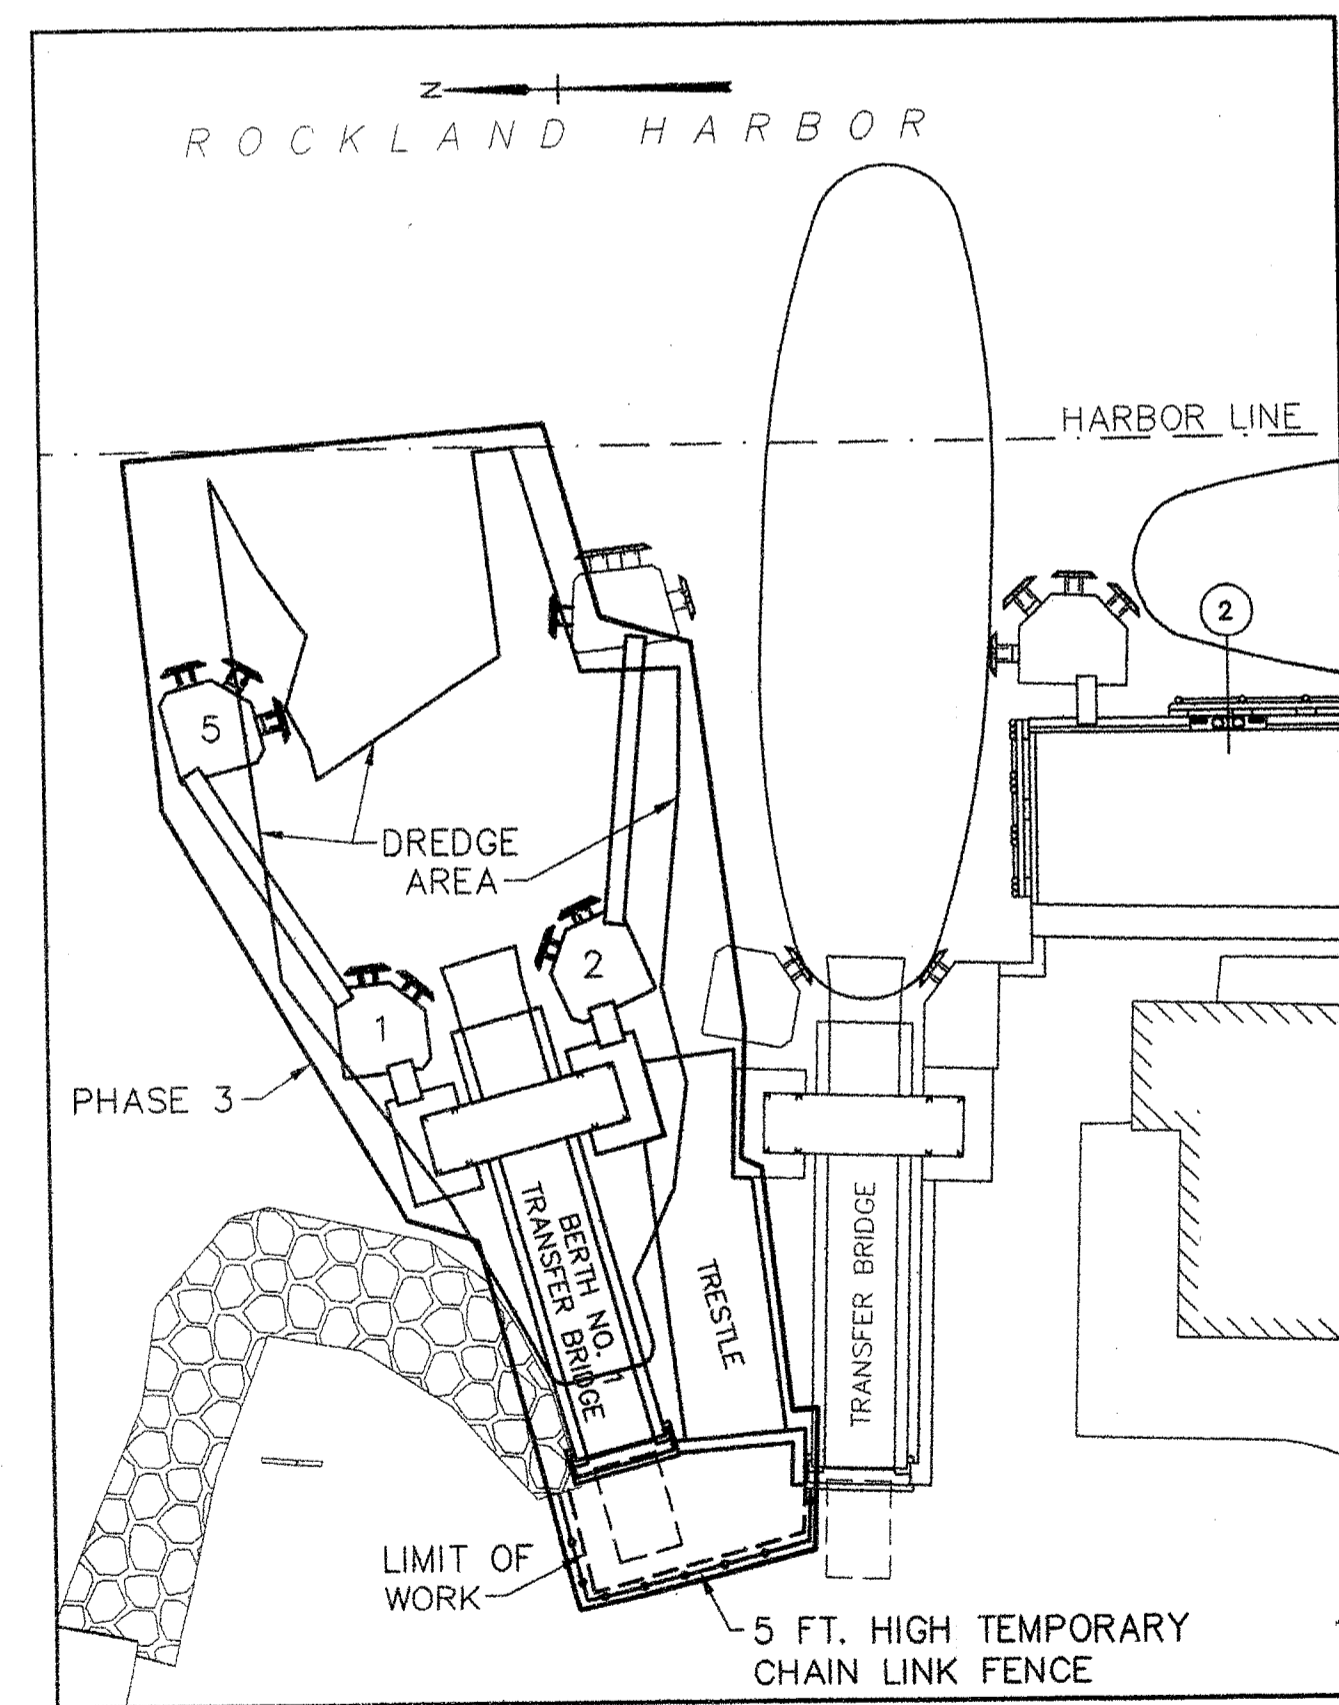 N
ROCKLAND HARBOR
HARBOR LINE
2
5
DREDGE
AREA
2
1
PHASE 3
BERTH NO. 1
TRANSFER BRIDGE
TRESTLE
TRANSFER BRIDGE
LIMIT OF
WORK
5 FT. HIGH TEMPORARY
CHAIN LINK FENCE